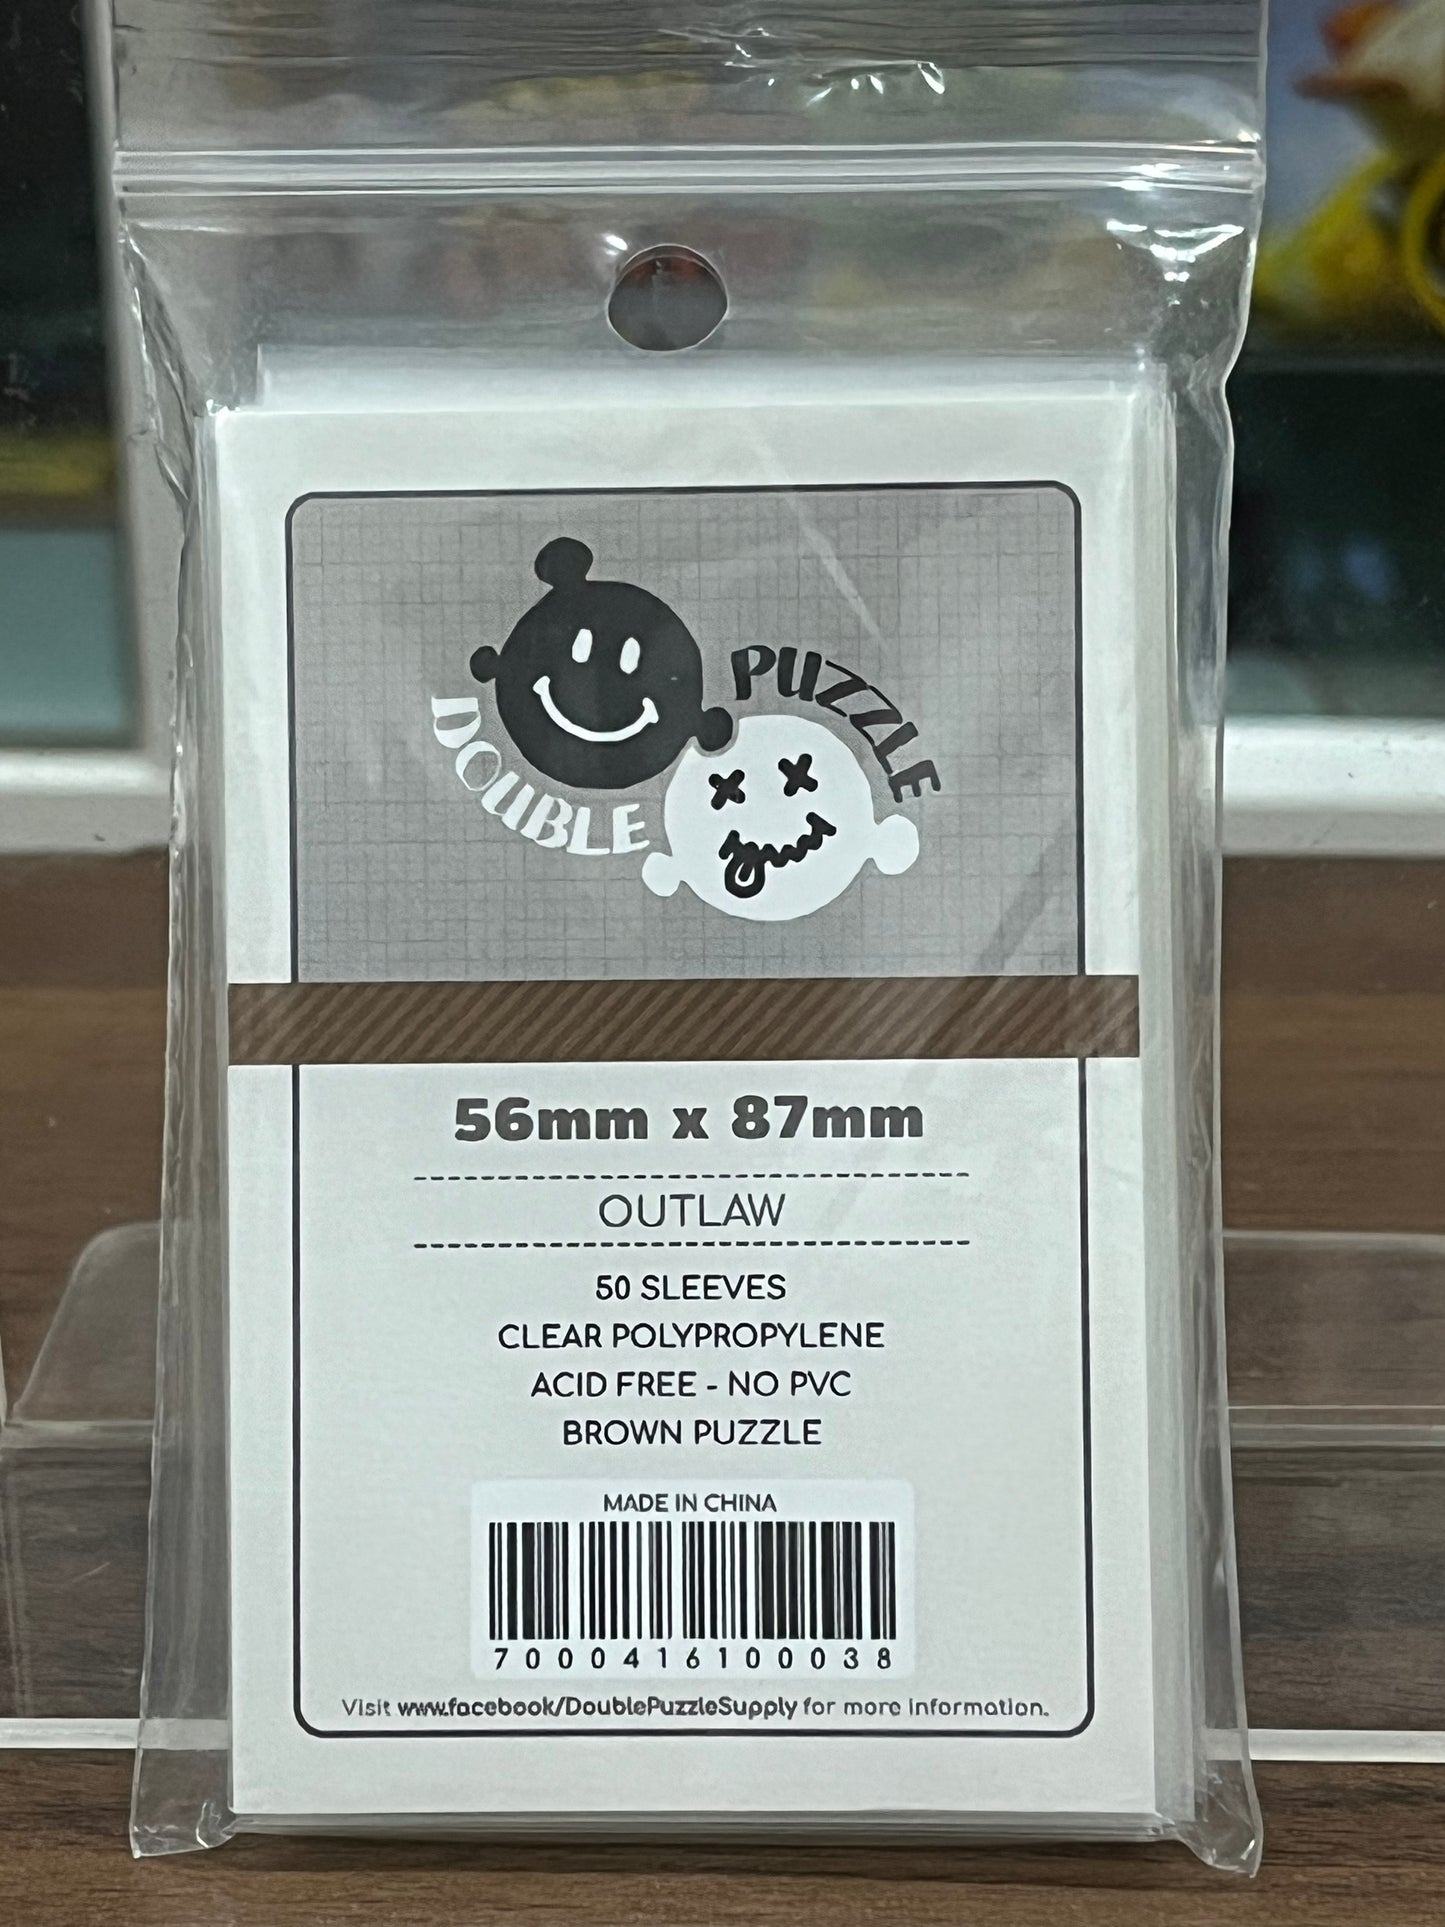 DOUBLE
PUZZLE
56mm x 87mm
OUTLAW
50 SLEEVES
CLEAR POLYPROPYLENE
ACID FREE - NO PVC
BROWN PUZZLE
MADE IN CHINA
7000416100038
Visit www.facebook/DoublePuzzleSupply for more information.